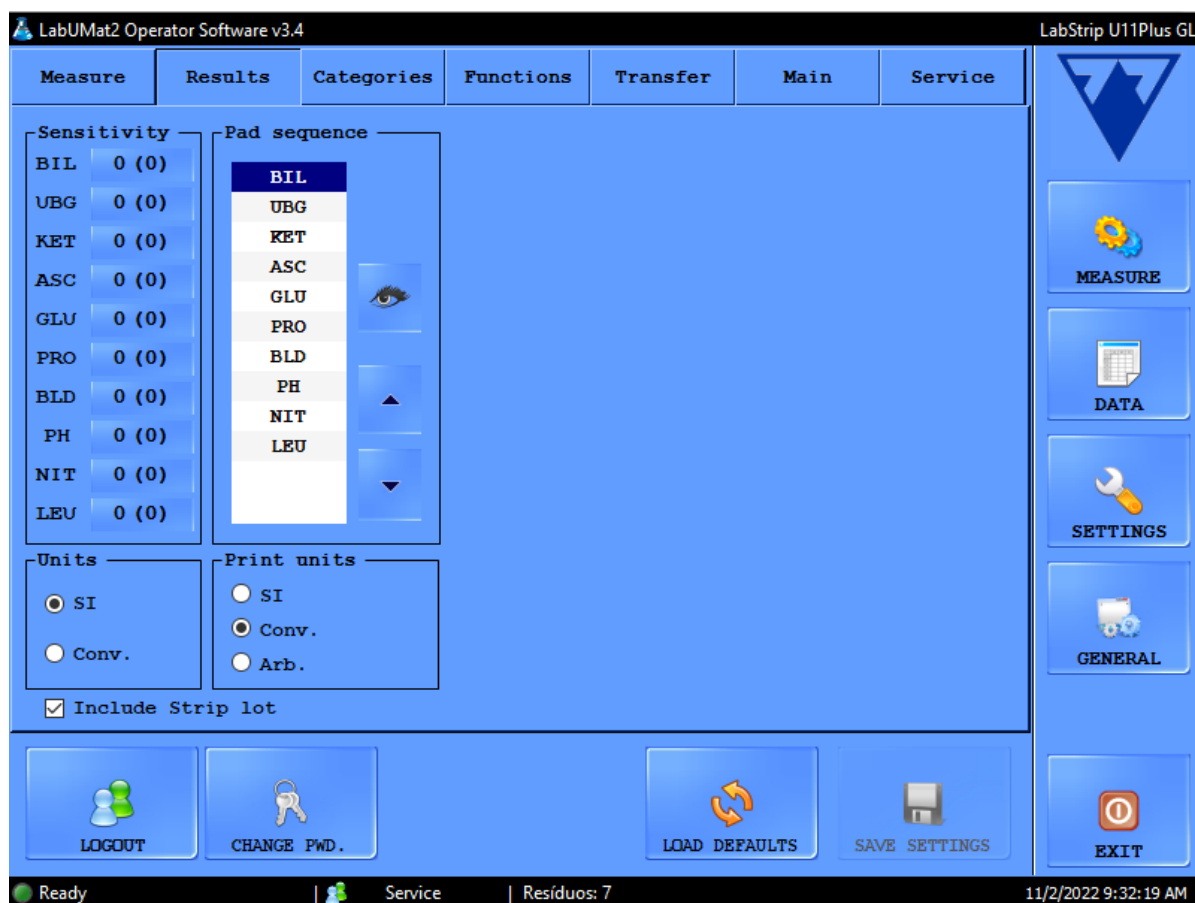 LabUMat2 Operator Software v3.4 LabStrip U11Plus GL
Measure Results Categories Functions Transfer Main Service
Sensitivity
BIL 0 (0)
UBG 0 (0)
KET 0 (0)
ASC 0 (0)
GLU 0 (0)
PRO 0 (0)
BLD 0 (0)
PH 0 (0)
NIT 0 (0)
LEU 0 (0)
Pad sequence
BIL
UBG
KET
ASC
GLU
PRO
BLD
PH
NIT
LEU
Units
SI
Conv.
Print units
SI
Conv.
Arb.
Include Strip lot
MEASURE
DATA
SETTINGS
GENERAL
LOGOUT
CHANGE PWD.
LOAD DEFAULTS
SAVE SETTINGS
EXIT
Ready | Service | Resíduos: 7 11/2/2022 9:32:19 AM